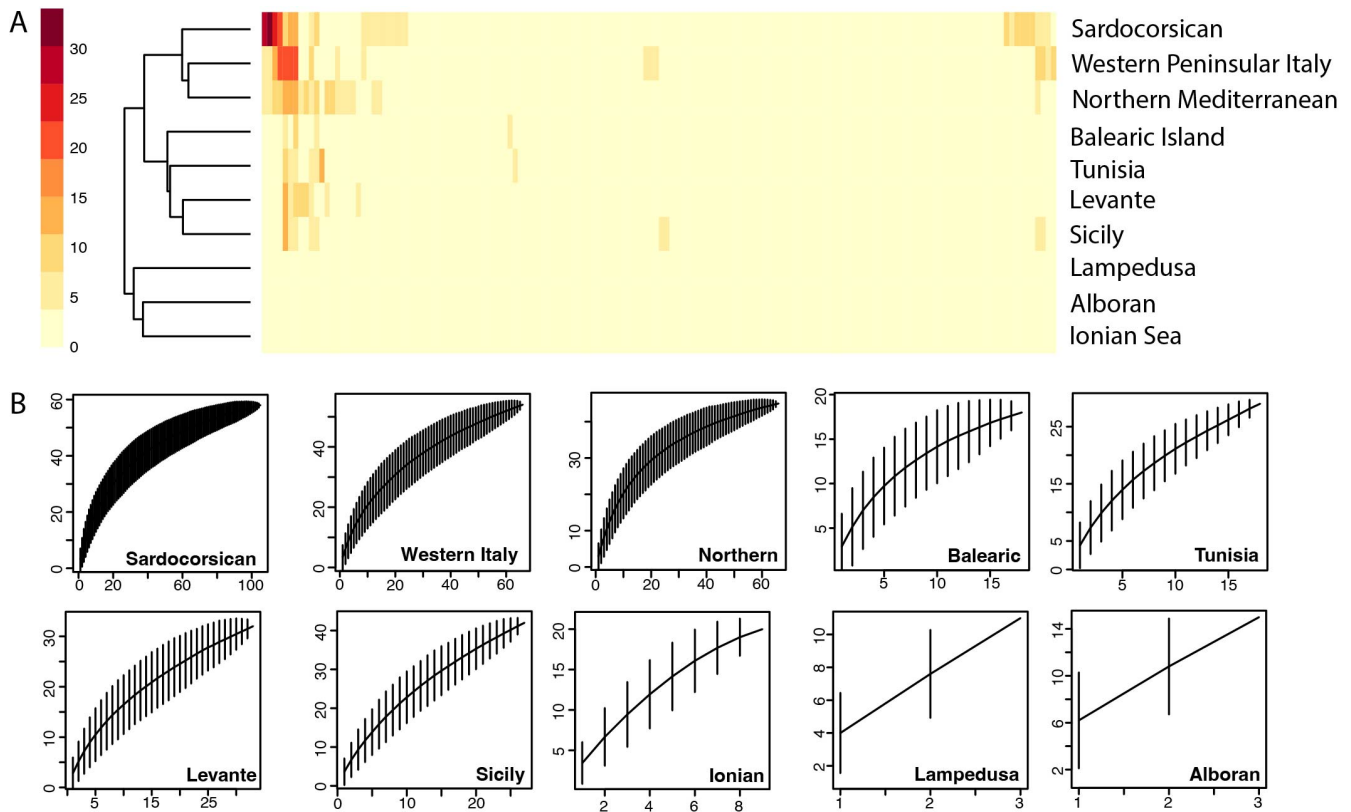 A
30
25
20
15
10
5
0
Sardocorsican
Western Peninsular Italy
Northern Mediterranean
Balearic Island
Tunisia
Levante
Sicily
Lampedusa
Alboran
Ionian Sea
B
60
40
20
0
Sardocorsican
0 20 60 100
40
20
0
Western Italy
0 20 40 60
30
10
0
Northern
0 20 40 60
20
15
10
5
Balearic
5 10 15
25
15
5
0
Tunisia
5 10 15
30
20
10
0
Levante
5 15 25
40
30
20
10
0
Sicily
0 10 20
20
15
10
5
Ionian
2 4 6 8
10
8
6
4
2
Lampedusa
1 2 3
14
10
6
4
2
Alboran
1 2 3